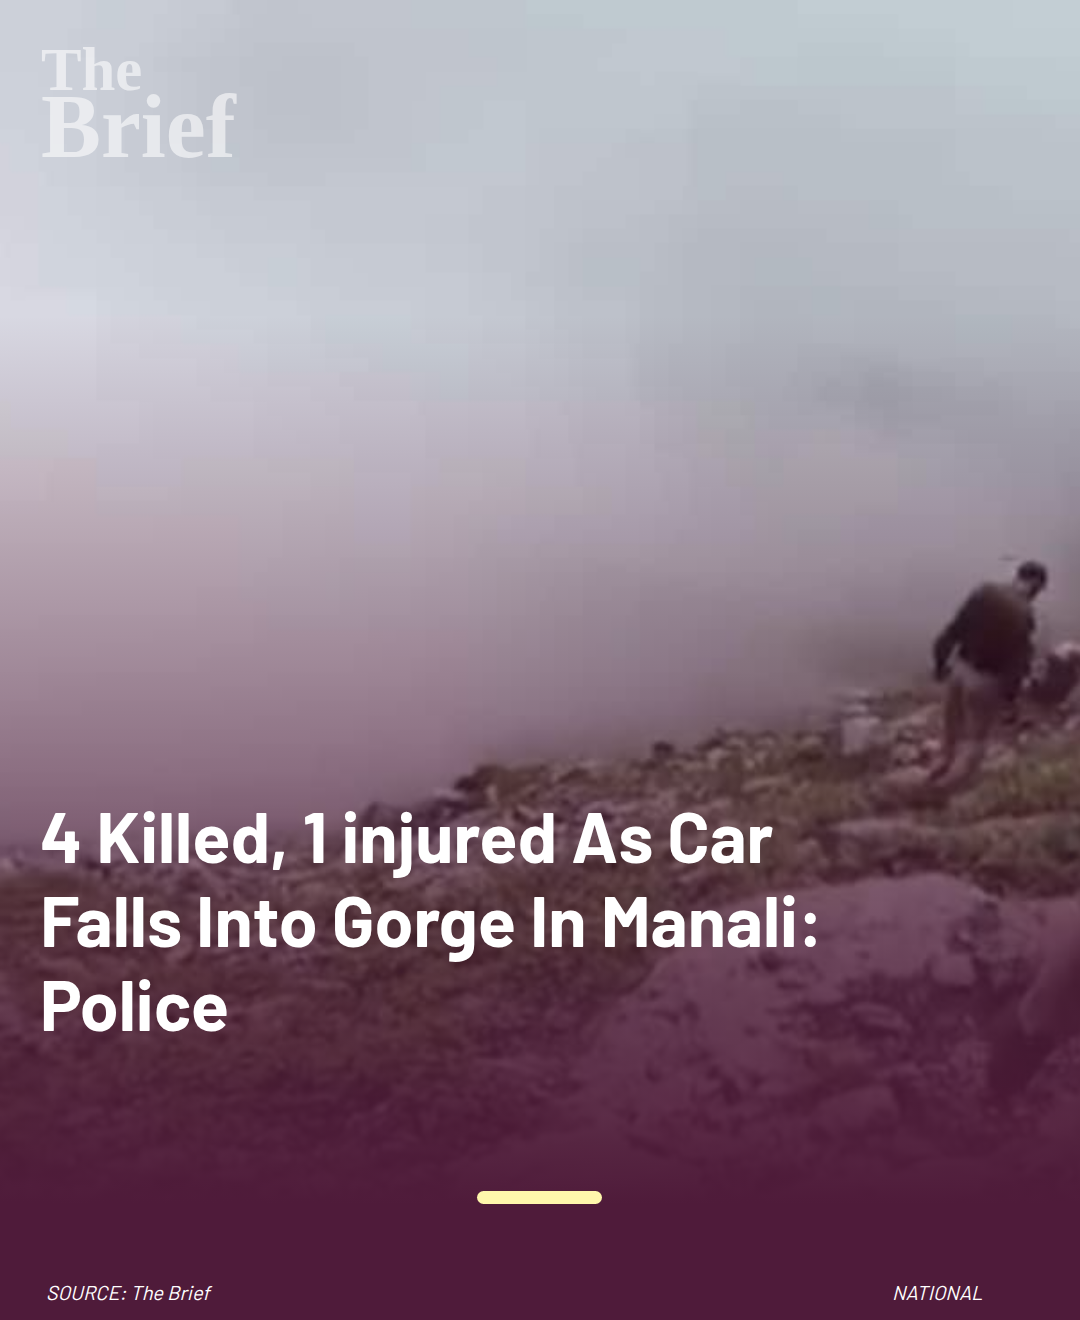 The
Brief
4 Killed, 1 injured As Car
Falls Into Gorge In Manali:
Police
SOURCE: The Brief
NATIONAL